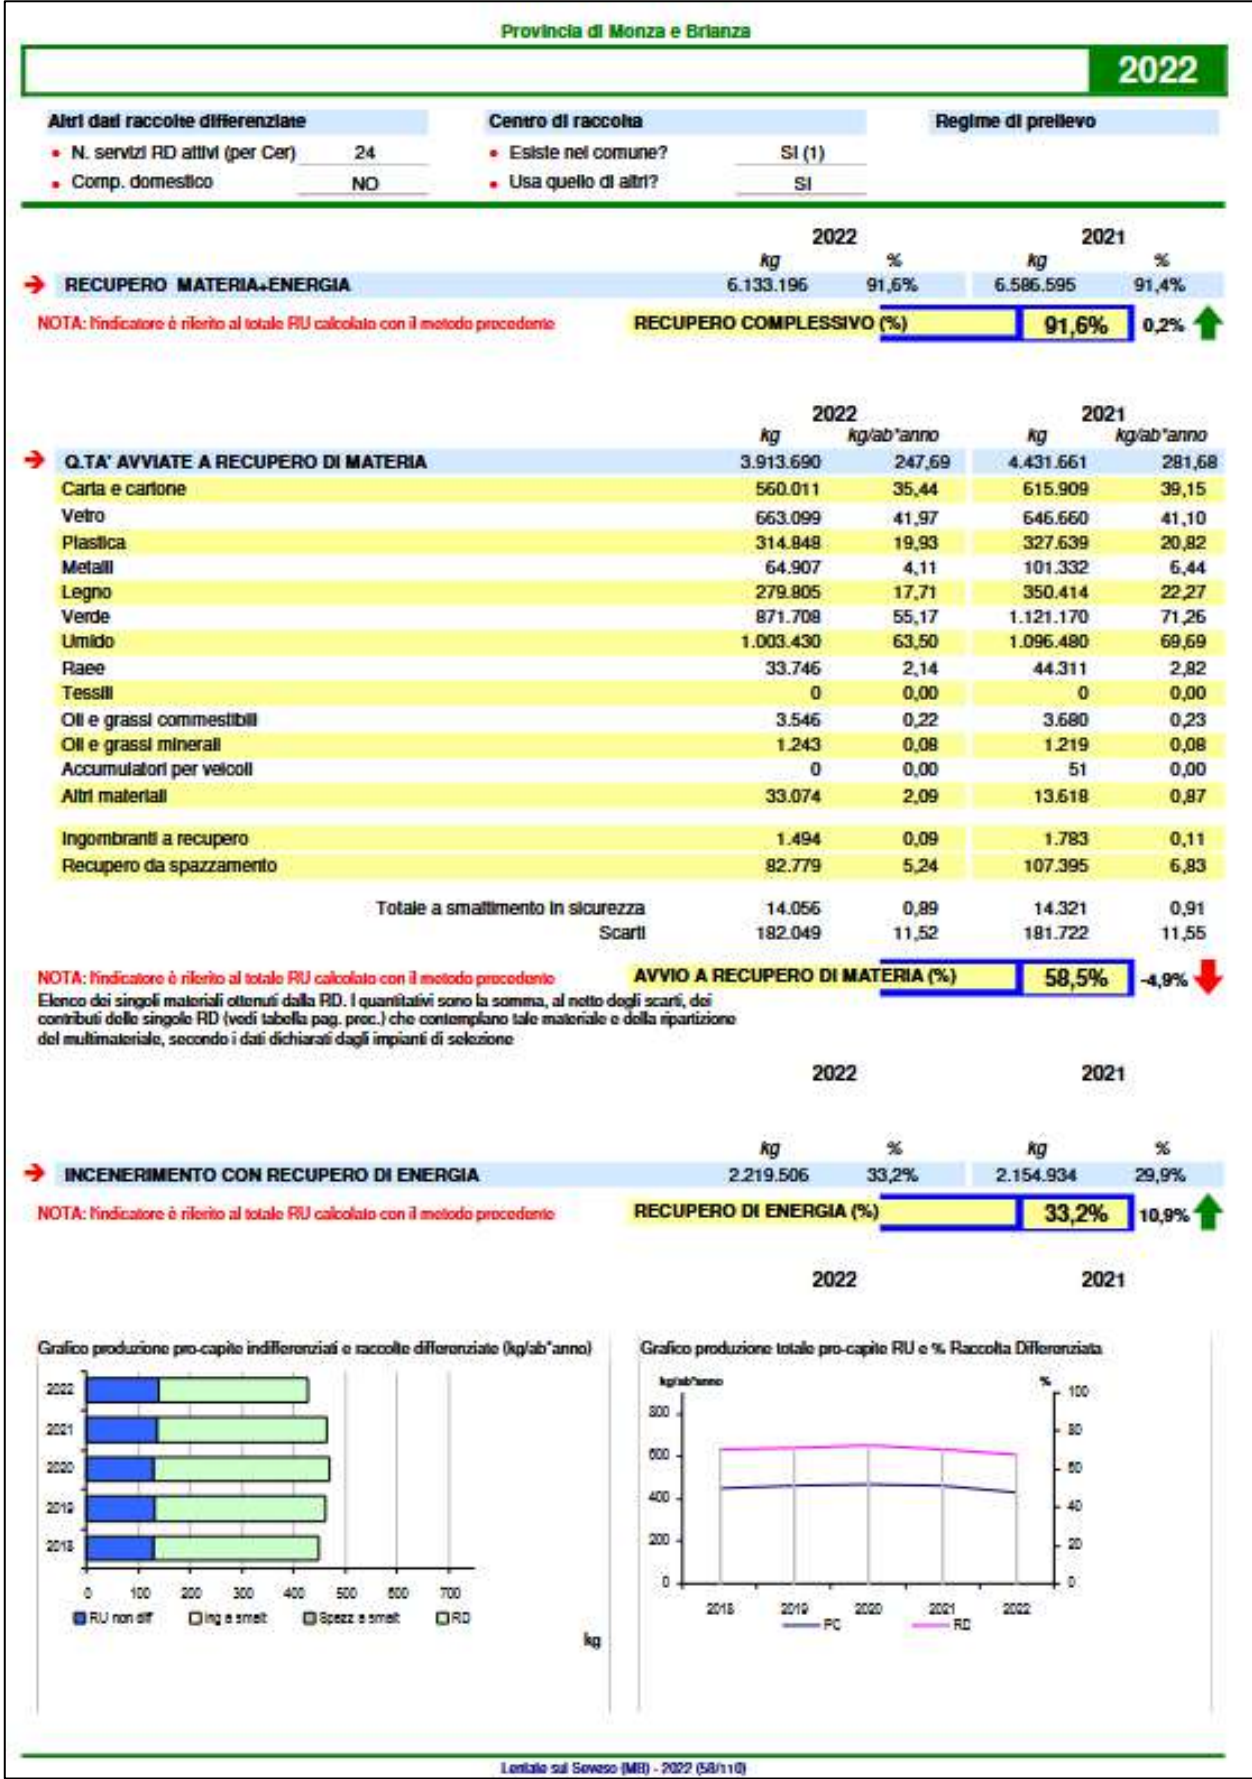 Provincia di Monza e Brianza
2022
Altri dati raccolte differenziate Centro di raccolta Regime di prelievo
• N. servizi RD attivi (per Cer) 24 • Esiste nel comune? SI (1)
• Comp. domestico NO • Usa quello di altri? SI
2022 2021
kg % kg %
RECUPERO MATERIA+ENERGIA 6.133.196 91,6% 6.586.595 91,4%
NOTA: l'indicatore è riferito al totale RU calcolato con il metodo precedente RECUPERO COMPLESSIVO (%) 91,6% 0,2%
2022 2021
kg kg/ab*anno kg kg/ab*anno
Q.TA' AVVIATE A RECUPERO DI MATERIA 3.913.690 247,69 4.431.661 281,68
Carta e cartone 560.011 35,44 615.909 39,15
Vetro 663.099 41,97 646.660 41,10
Plastica 314.848 19,93 327.639 20,82
Metalli 64.907 4,11 101.332 6,44
Legno 279.805 17,71 350.414 22,27
Verde 871.708 55,17 1.121.170 71,26
Umido 1.003.430 63,50 1.096.480 69,69
Raee 33.746 2,14 44.311 2,82
Tessili 0 0,00 0 0,00
Oli e grassi commestibili 3.546 0,22 3.680 0,23
Oli e grassi minerali 1.243 0,08 1.219 0,08
Accumulatori per veicoli 0 0,00 51 0,00
Altri materiali 33.074 2,09 13.618 0,87
Ingombranti a recupero 1.494 0,09 1.783 0,11
Recupero da spazzamento 82.779 5,24 107.395 6,83
Totale a smaltimento in sicurezza 14.056 0,89 14.321 0,91
Scarti 182.049 11,52 181.722 11,55
NOTA: l'indicatore è riferito al totale RU calcolato con il metodo precedente AVVIO A RECUPERO DI MATERIA (%) 58,5% -4,9%
Elenco dei singoli materiali ottenuti dalla RD. I quantitativi sono la somma, al netto degli scarti, dei
contributi delle singole RD (vedi tabella pag. prec.) che contemplano tale materiale e della ripartizione
del multimateriale, secondo i dati dichiarati dagli impianti di selezione
2022 2021
kg % kg %
INCENERIMENTO CON RECUPERO DI ENERGIA 2.219.506 33,2% 2.154.934 29,9%
NOTA: l'indicatore è riferito al totale RU calcolato con il metodo precedente RECUPERO DI ENERGIA (%) 33,2% 10,9%
2022 2021
Grafico produzione pro-capite indifferenziati e raccolte differenziate (kg/ab*anno)
2022
2021
2020
2019
2018
0 100 200 300 400 500 600 700
RU non diff Ing a smalt Spazz a smalt RD
kg
Grafico produzione totale pro-capite RU e % Raccolta Differenziata
kg/ab*anno %
100
800 80
600 60
400 40
200 20
0 0
2018 2019 2020 2021 2022
PC RD
Lentate sul Seveso (MB) - 2022 (58/110)